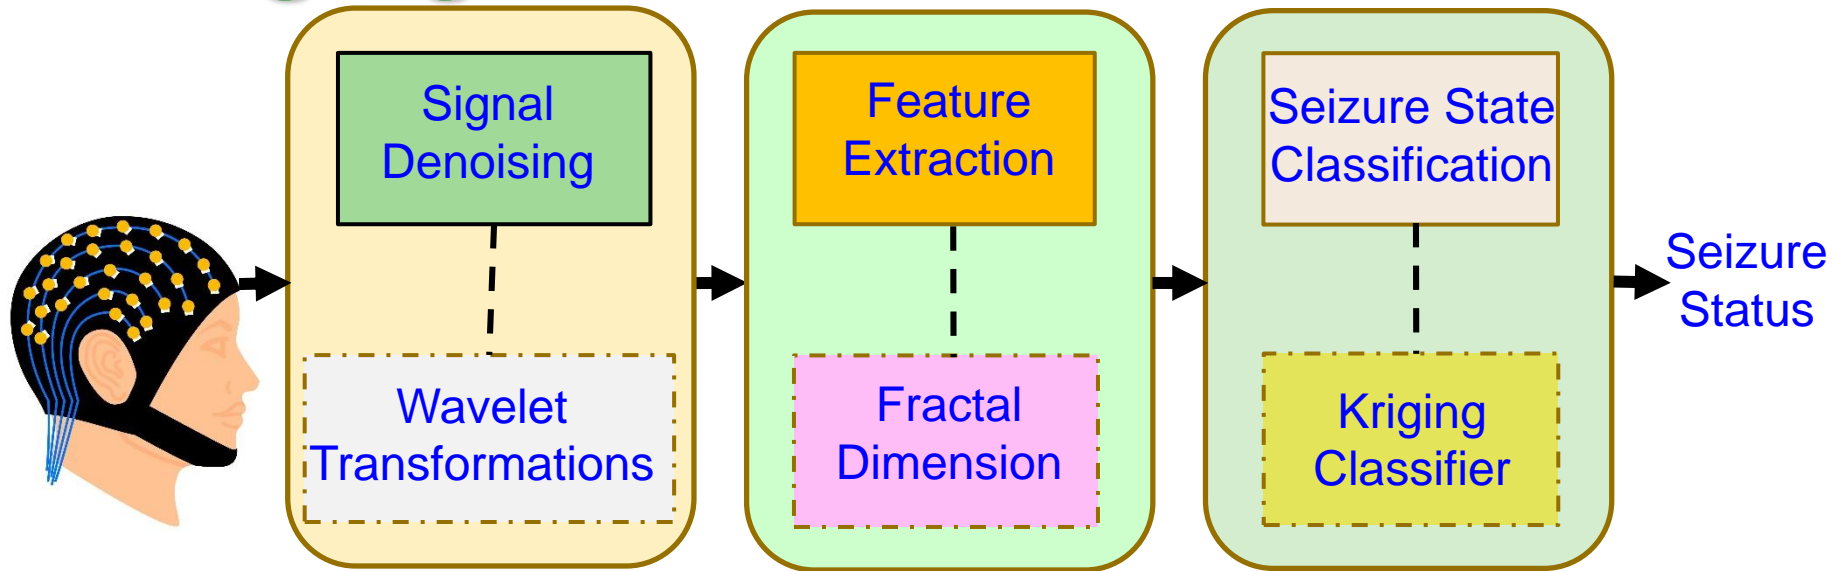 Signal
Denoising
Wavelet
Transformations
Feature
Extraction
Fractal
Dimension
Seizure State
Classification
Kriging
Classifier
Seizure
Status